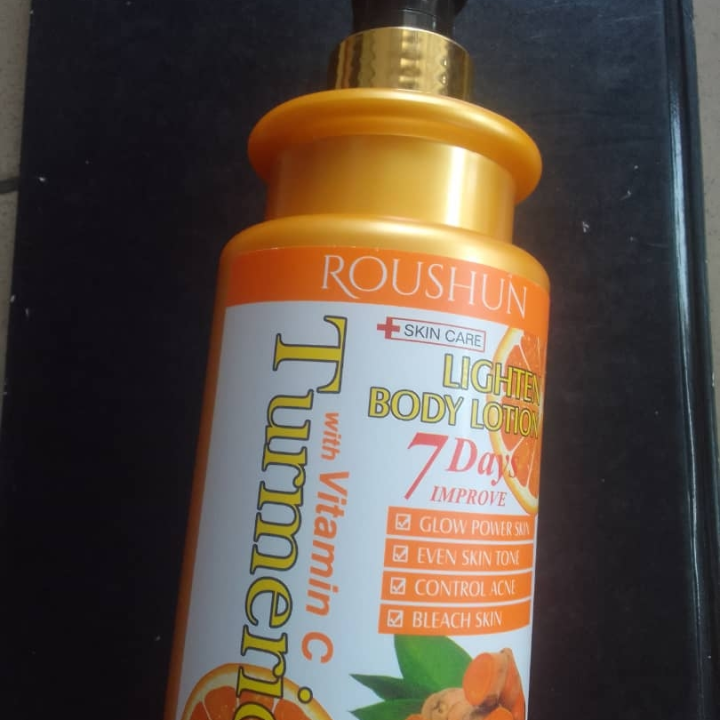 ROUSHUN
SKIN CARE
LIGHTEN
BODY LOTION
7 Days
IMPROVE
GLOW POWER SKIN
EVEN SKIN TONE
CONTROL ACNE
BLEACH SKIN
with Vitamin C
Turmeric